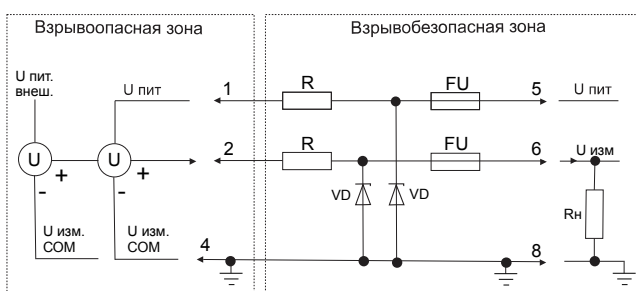 Взрывоопасная зона
Взрывобезопасная зона
U пит.
внеш.
U пит
1
R
FU
5
U пит
U
+
-
U
+
-
2
R
FU
6
U изм
VD
VD
Rн
U изм.
COM
U изм.
COM
4
8